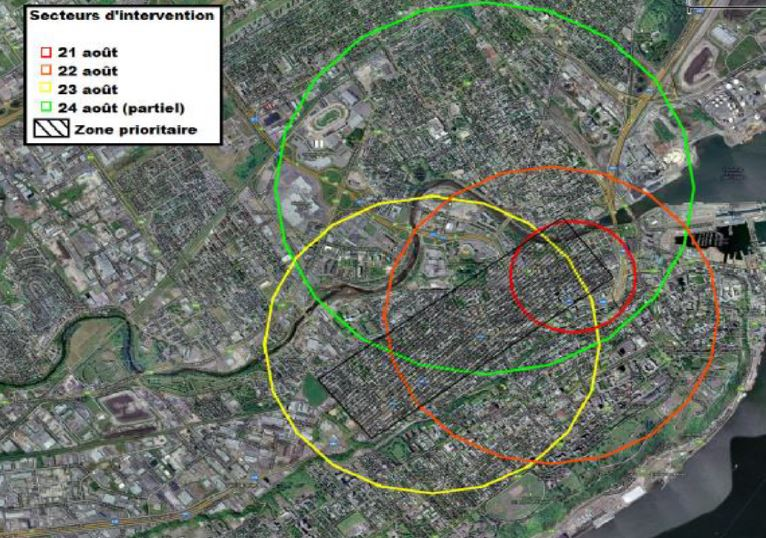 Secteurs d'intervention
21 août
22 août
23 août
24 août (partiel)
Zone prioritaire